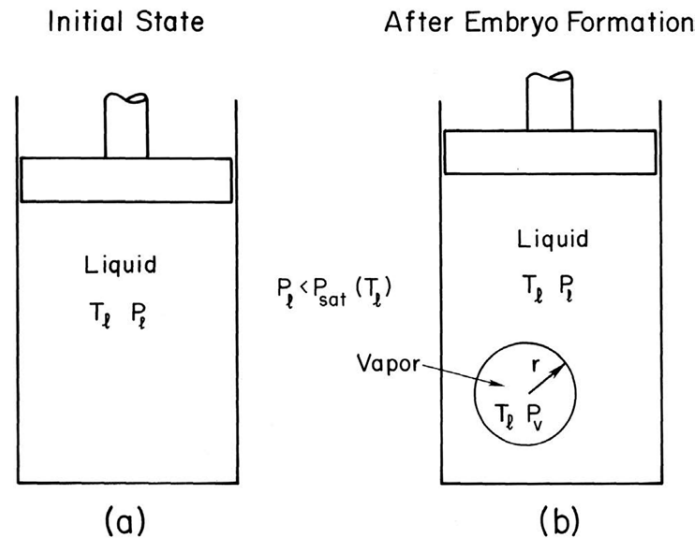 Initial State
After Embryo Formation
Liquid
Tℓ Pℓ
Pℓ < Psat (Tℓ)
Liquid
Tℓ Pℓ
Vapor
r
Tℓ Pv
(a)
(b)